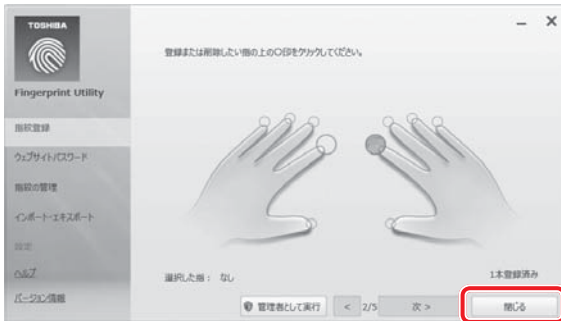 TOSHIBA
Fingerprint Utility
指紋登録
ウェブサイトパスワード
指紋の管理
インポート・エクスポート
設定
ヘルプ
バージョン情報
登録または削除したい指の上の○印をクリックしてください。
選択した指： なし
1本登録済み
管理者として実行
<
2/5
次 >
閉じる